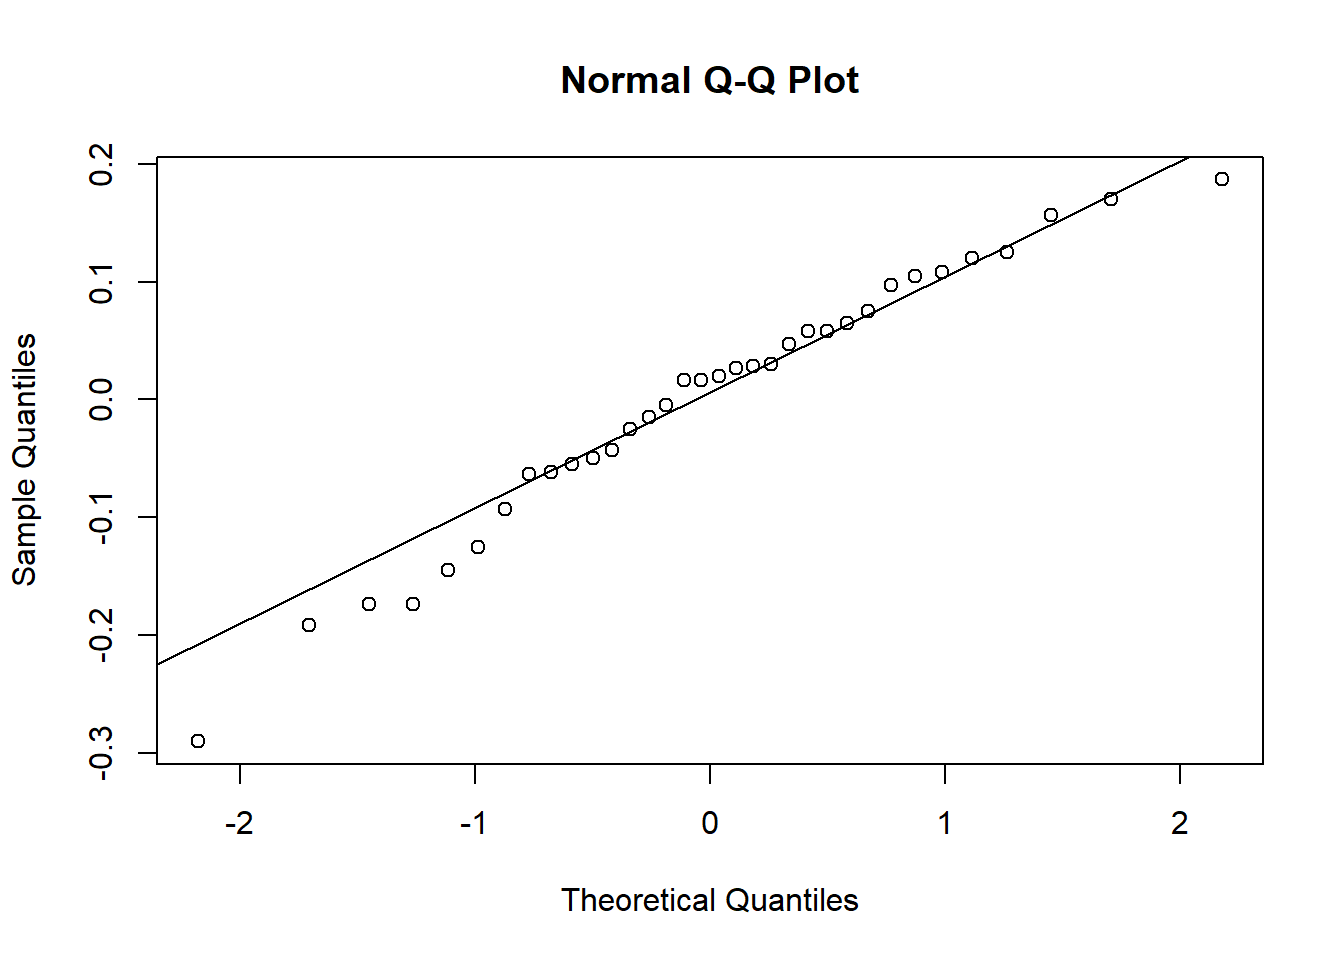 Normal Q-Q Plot
Sample Quantiles
0.2
0.1
0.0
-0.1
-0.2
-0.3
-2 -1 0 1 2
Theoretical Quantiles